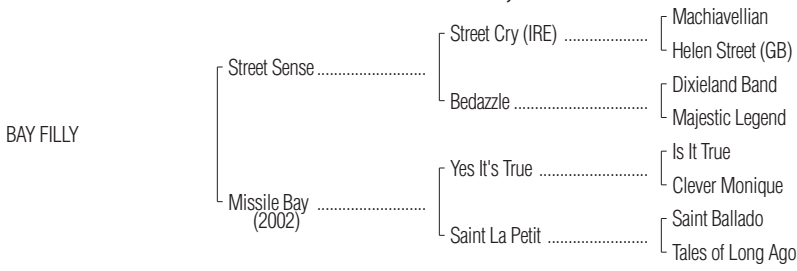 Machiavellian
Street Cry (IRE) ....................
Helen Street (GB)
Street Sense ..........................
Dixieland Band
Bedazzle ..........................
Majestic Legend
BAY FILLY
Is It True
Yes It's True ..........................
Clever Monique
Missile Bay ..........................
(2002)
Saint Ballado
Saint La Petit ........................
Tales of Long Ago